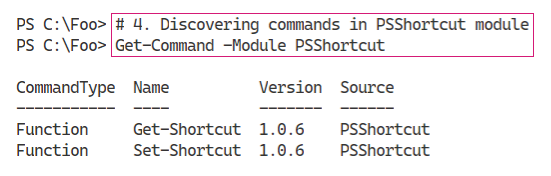 PS C:\Foo> # 4. Discovering commands in PSShortcut module
PS C:\Foo> Get-Command -Module PSShortcut
CommandType  Name          Version  Source
-----------  ----          -------  ------
Function     Get-Shortcut  1.0.6    PSShortcut
Function     Set-Shortcut  1.0.6    PSShortcut